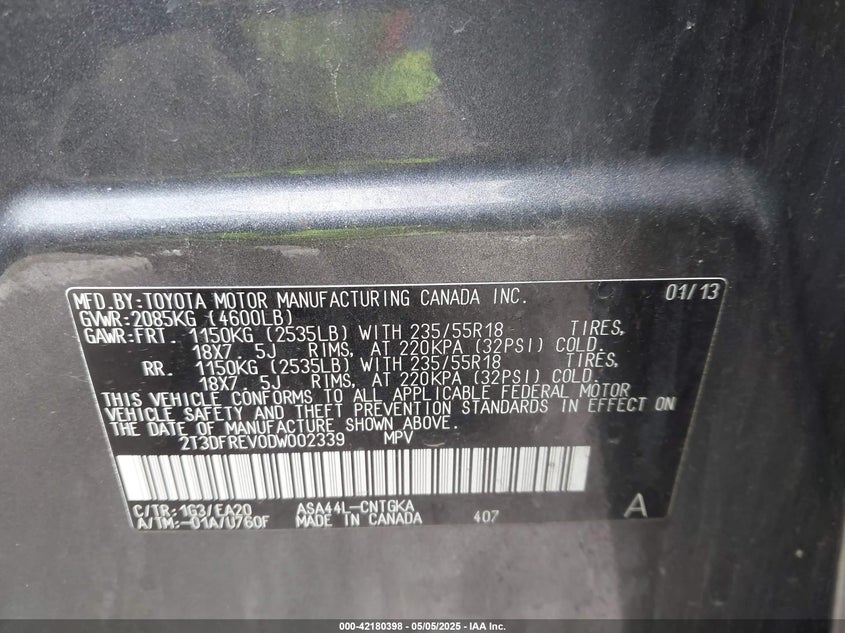 MFD.BY:TOYOTA MOTOR MANUFACTURING CANADA INC. 01/13
GVWR:2085KG (4600LB)
GAWR:FRT. 1150KG (2535LB) WITH 235/55R18 TIRES,
18X7.5J RIMS, AT 220KPA (32PSI) COLD.
RR. 1150KG (2535LB) WITH 235/55R18 TIRES,
18X7.5J RIMS, AT 220KPA (32PSI) COLD.
THIS VEHICLE CONFORMS TO ALL APPLICABLE FEDERAL MOTOR
VEHICLE SAFETY AND THEFT PREVENTION STANDARDS IN EFFECT ON
THE DATE OF MANUFACTURE SHOWN ABOVE.
2T3DFREV0DW002339 MPV
C/TR:1G3/EA20 ASA44L-CNTGKA
A/TM:-01A/U760F MADE IN CANADA 407 A
000-42180398 - 05/05/2025 - IAA Inc.